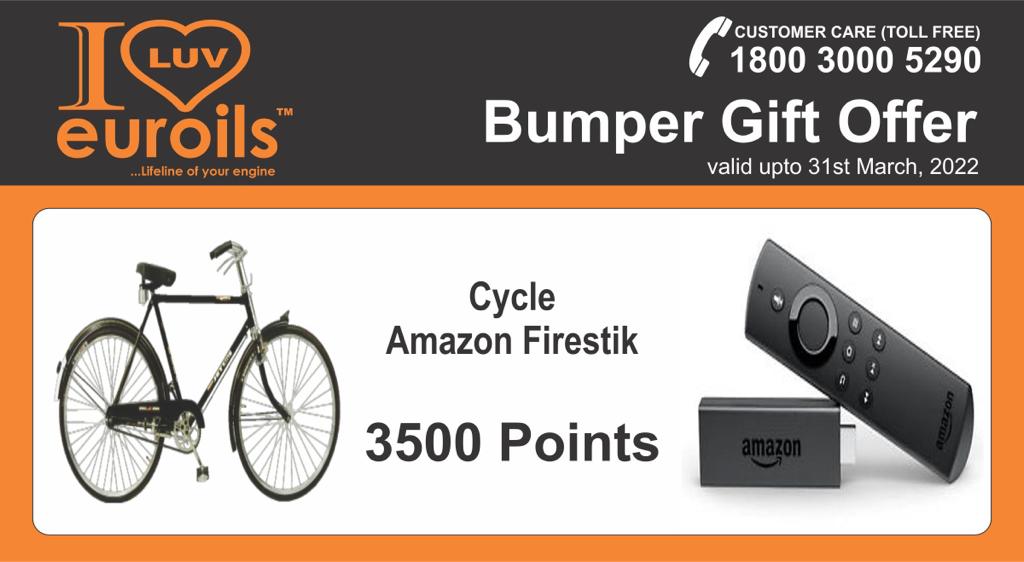 I LUV
euroils™
...Lifeline of your engine
CUSTOMER CARE (TOLL FREE)
1800 3000 5290
Bumper Gift Offer
valid upto 31st March, 2022
Cycle
Amazon Firestik
3500 Points
amazon
amazon